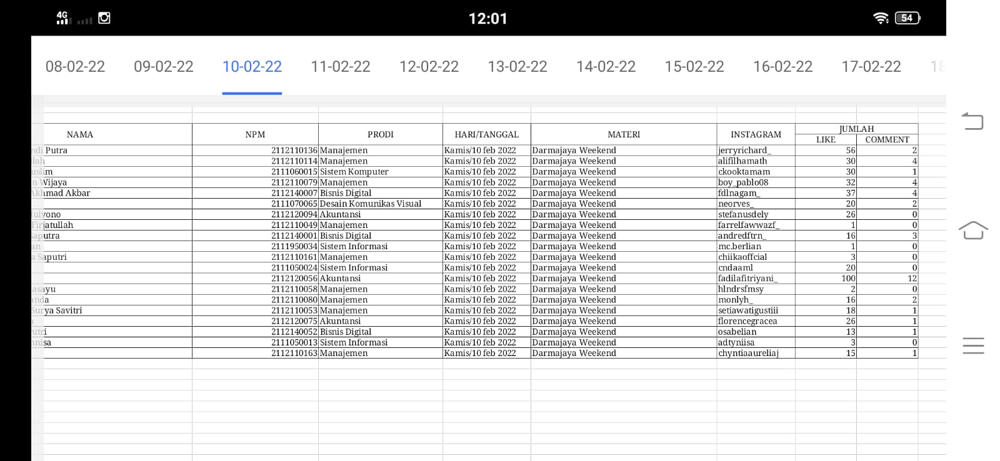 4G 12:01 54
08-02-22 09-02-22 10-02-22 11-02-22 12-02-22 13-02-22 14-02-22 15-02-22 16-02-22 17-02-22 18
NAMA NPM PRODI HARI/TANGGAL MATERI INSTAGRAM JUMLAH
LIKE COMMENT
ndi Putra 2112110136 Manajemen Kamis/10 feb 2022 Darmajaya Weekend jerryrichard_ 56 2
lah 2112110114 Manajemen Kamis/10 feb 2022 Darmajaya Weekend alifilhamath 30 4
uslim 2111060015 Sistem Komputer Kamis/10 feb 2022 Darmajaya Weekend ckooktamam 30 1
n Wijaya 2112110079 Manajemen Kamis/10 feb 2022 Darmajaya Weekend boy_pablo08 32 4
Akhmad Akbar 2112140007 Bisnis Digital Kamis/10 feb 2022 Darmajaya Weekend fdlnagam_ 37 4
2111070065 Desain Komunikas Visual Kamis/10 feb 2022 Darmajaya Weekend neorves_ 20 2
ulyono 2112120094 Akuntansi Kamis/10 feb 2022 Darmajaya Weekend stefanusdely 26 0
Firjatullah 2112110049 Manajemen Kamis/10 feb 2022 Darmajaya Weekend farrelfawwazf_ 1 0
aputra 2112140001 Bisnis Digital Kamis/10 feb 2022 Darmajaya Weekend andredftrn_ 16 3
an 2111950034 Sistem Informasi Kamis/10 feb 2022 Darmajaya Weekend mc.berlian 1 0
a Saputri 2112110161 Manajemen Kamis/10 feb 2022 Darmajaya Weekend chiikaoffcial 3 0
2111050024 Sistem Informasi Kamis/10 feb 2022 Darmajaya Weekend cndaaml 20 0
2112120056 Akuntansi Kamis/10 feb 2022 Darmajaya Weekend fadilafitriyani_ 100 12
asayu 2112110058 Manajemen Kamis/10 feb 2022 Darmajaya Weekend hlndrsfmsy 2 0
nda 2112110080 Manajemen Kamis/10 feb 2022 Darmajaya Weekend monlyh_ 16 2
Surya Savitri 2112110053 Manajemen Kamis/10 feb 2022 Darmajaya Weekend setiawatigustiii 18 1
2112120075 Akuntansi Kamis/10 feb 2022 Darmajaya Weekend florencegracea 26 1
utri 2112140052 Bisnis Digital Kamis/10 feb 2022 Darmajaya Weekend osabelian 13 1
nisa 2111050013 Sistem Informasi Kamis/10 feb 2022 Darmajaya Weekend adtyniisa 3 0
2112110163 Manajemen Kamis/10 feb 2022 Darmajaya Weekend chyntiaaureliaj 15 1